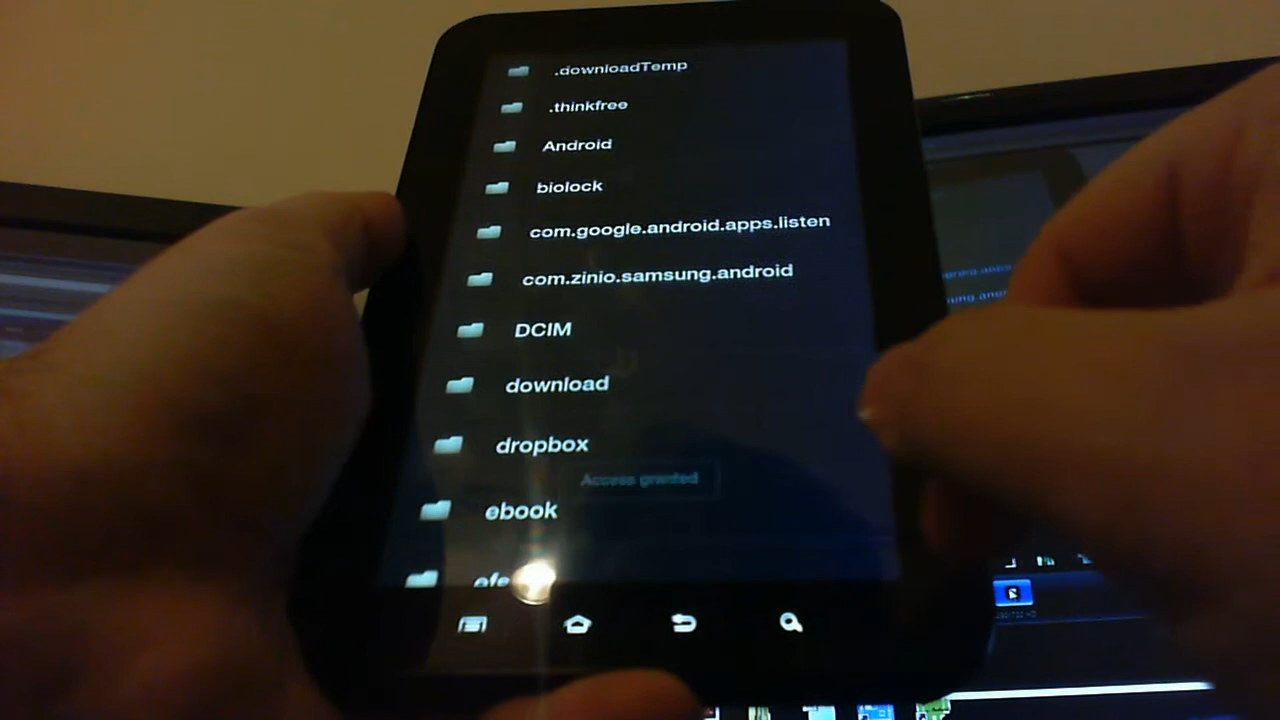 .downloadTemp
.thinkfree
Android
biolock
com.google.android.apps.listen
com.zinio.samsung.android
DCIM
download
dropbox
Access granted
ebook
efe